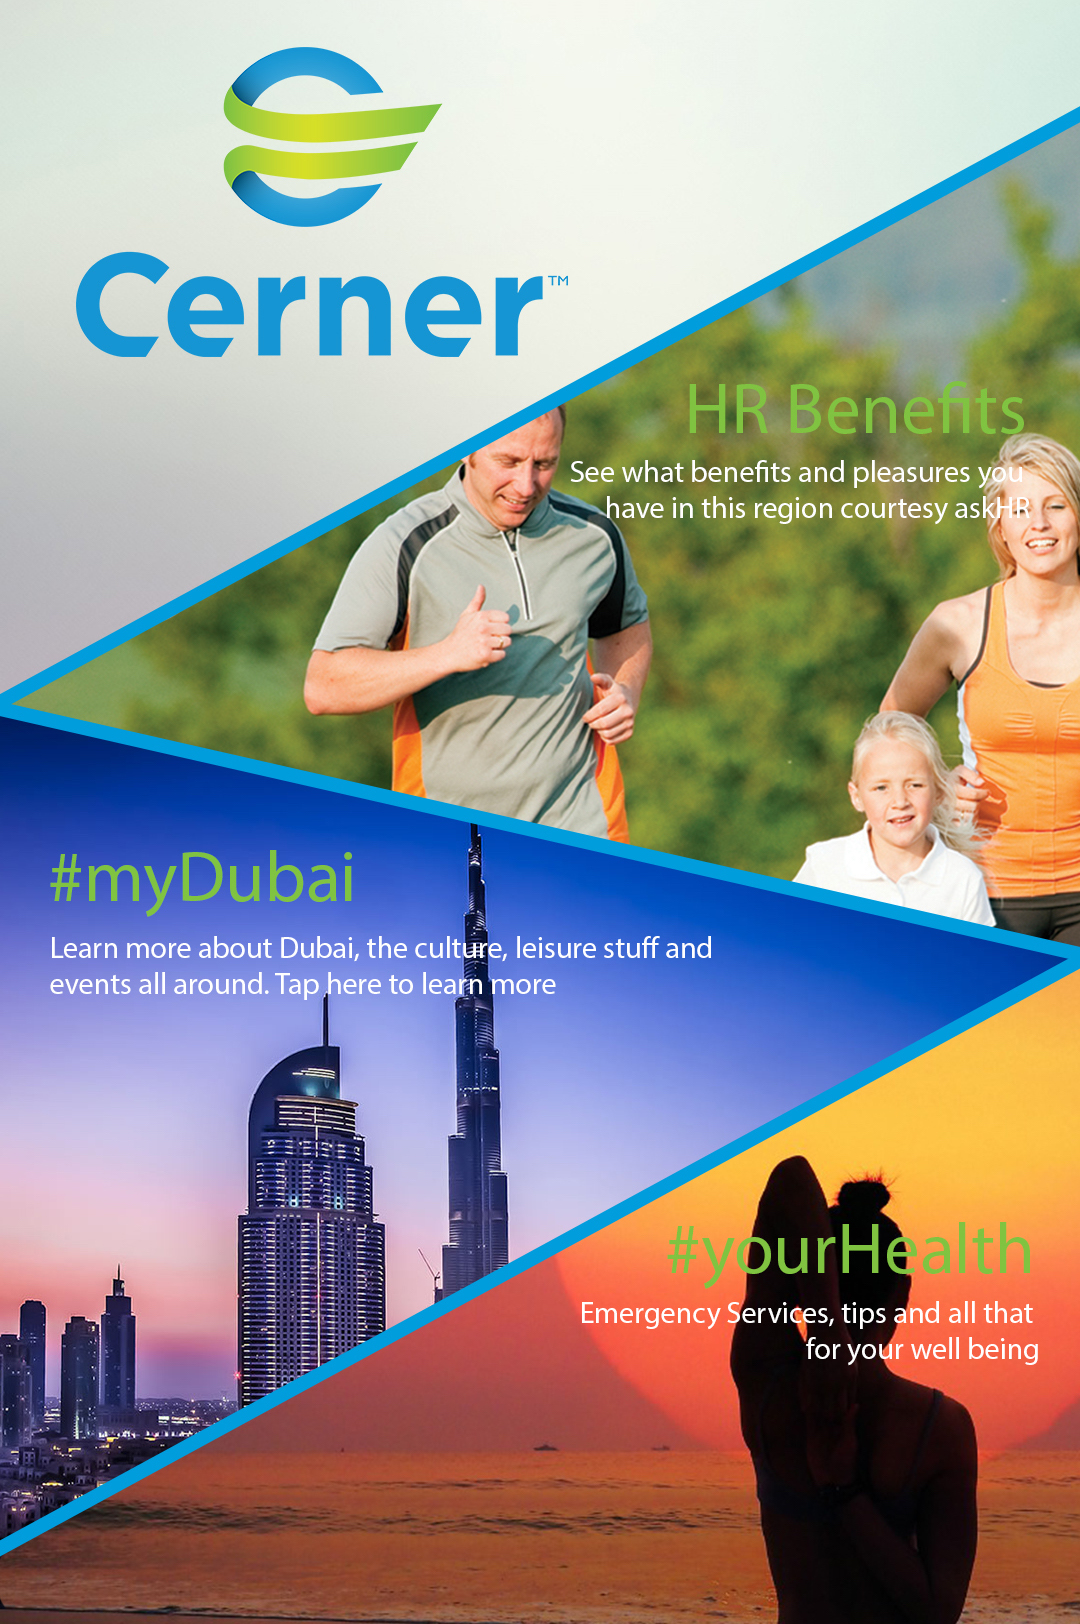 Cerner™
HR Benefits
See what benefits and pleasures you
have in this region courtesy askHR
#myDubai
Learn more about Dubai, the culture, leisure stuff and
events all around. Tap here to learn more
#yourHealth
Emergency Services, tips and all that
for your well being